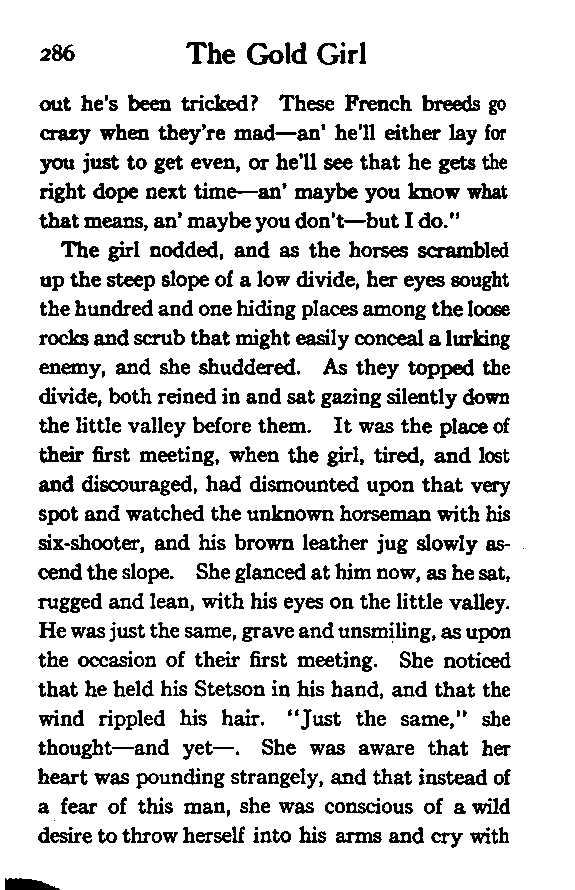 286 The Gold Girl
out he's been tricked? These French breeds go
crazy when they're mad—an' he'll either lay for
you just to get even, or he'll see that he gets the
right dope next time—an' maybe you know what
that means, an' maybe you don't—but I do."
The girl nodded, and as the horses scrambled
up the steep slope of a low divide, her eyes sought
the hundred and one hiding places among the loose
rocks and scrub that might easily conceal a lurking
enemy, and she shuddered. As they topped the
divide, both reined in and sat gazing silently down
the little valley before them. It was the place of
their first meeting, when the girl, tired, and lost
and discouraged, had dismounted upon that very
spot and watched the unknown horseman with his
six-shooter, and his brown leather jug slowly as-
cend the slope. She glanced at him now, as he sat,
rugged and lean, with his eyes on the little valley.
He was just the same, grave and unsmiling, as upon
the occasion of their first meeting. She noticed
that he held his Stetson in his hand, and that the
wind rippled his hair. "Just the same," she
thought—and yet—. She was aware that her
heart was pounding strangely, and that instead of
a fear of this man, she was conscious of a wild
desire to throw herself into his arms and cry with